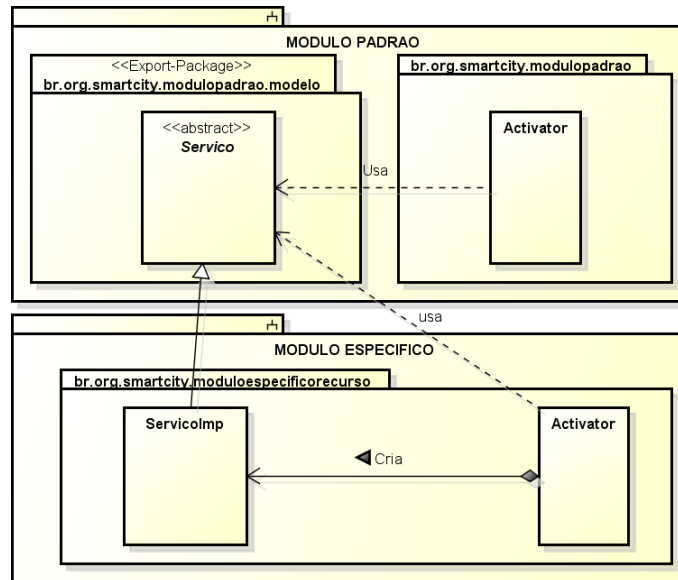 MODULO PADRAO
<<Export-Package>>
br.org.smartcity.modulopadrao.modelo
br.org.smartcity.modulopadrao
<<abstract>>
Servico
Activator
Usa
usa
MODULO ESPECIFICO
br.org.smartcity.moduloespecificorecurso
ServicoImp
Activator
Cria